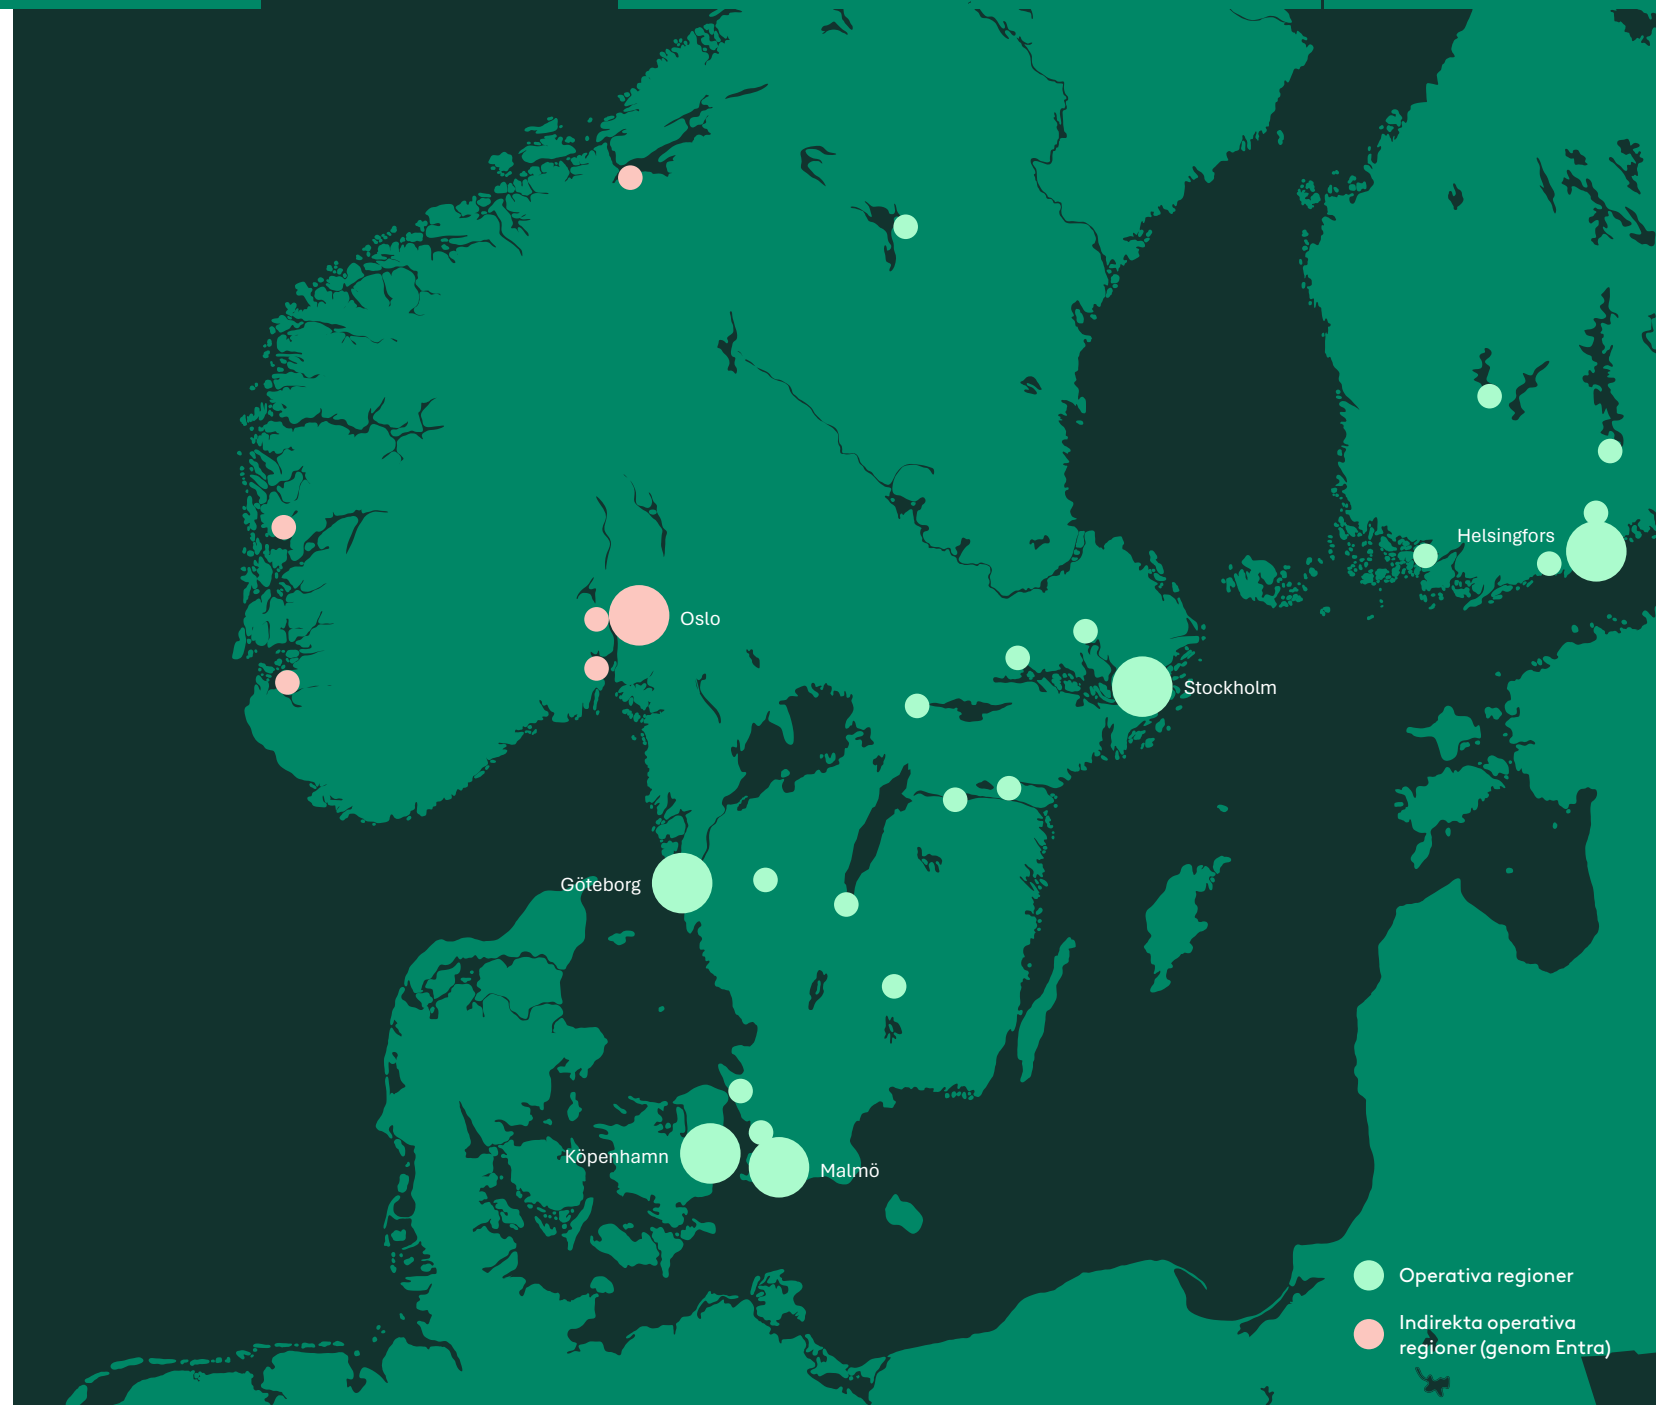 Helsingfors
Oslo
Stockholm
Göteborg
Köpenhamn
Malmö
Operativa regioner
Indirekta operativa
regioner (genom Entra)